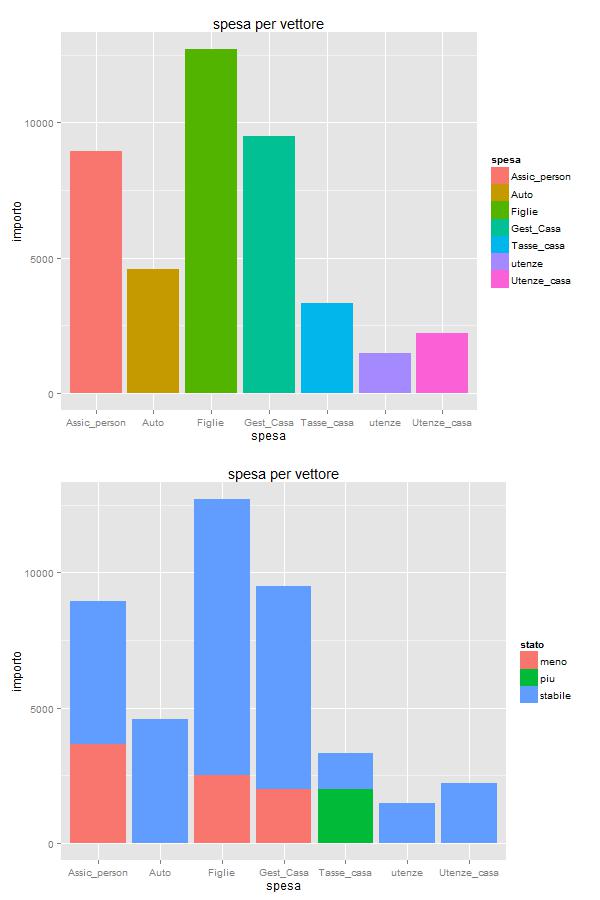 spesa per vettore
importo
10000
5000
0
Assic_person Auto Figlie Gest_Casa Tasse_casa utenze Utenze_casa
spesa
spesa
Assic_person
Auto
Figlie
Gest_Casa
Tasse_casa
utenze
Utenze_casa
spesa per vettore
importo
10000
5000
0
Assic_person Auto Figlie Gest_Casa Tasse_casa utenze Utenze_casa
spesa
stato
meno
piu
stabile